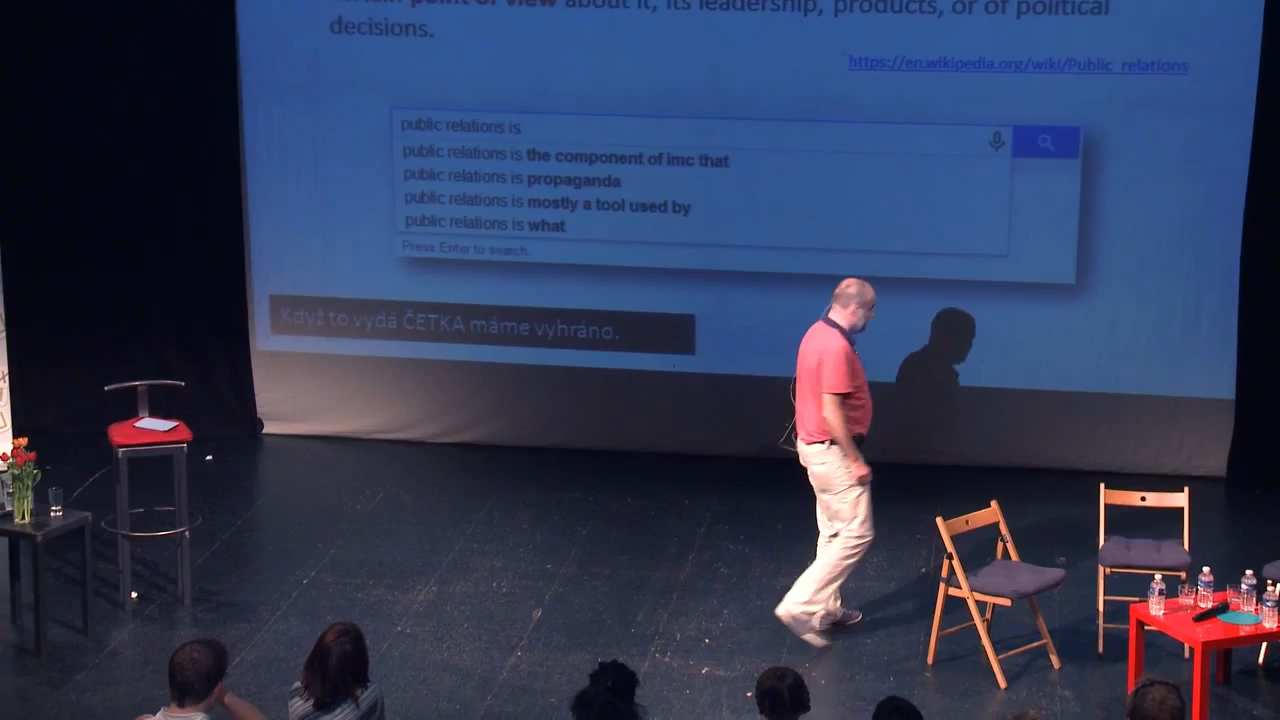 point of view about it, its leadership, products, or of political
decisions.
https://en.wikipedia.org/wiki/Public_relations
public relations is
public relations is the component of imc that
public relations is propaganda
public relations is mostly a tool used by
public relations is what
Press Enter to search.
Když to vydá ČETKA máme vyhráno.